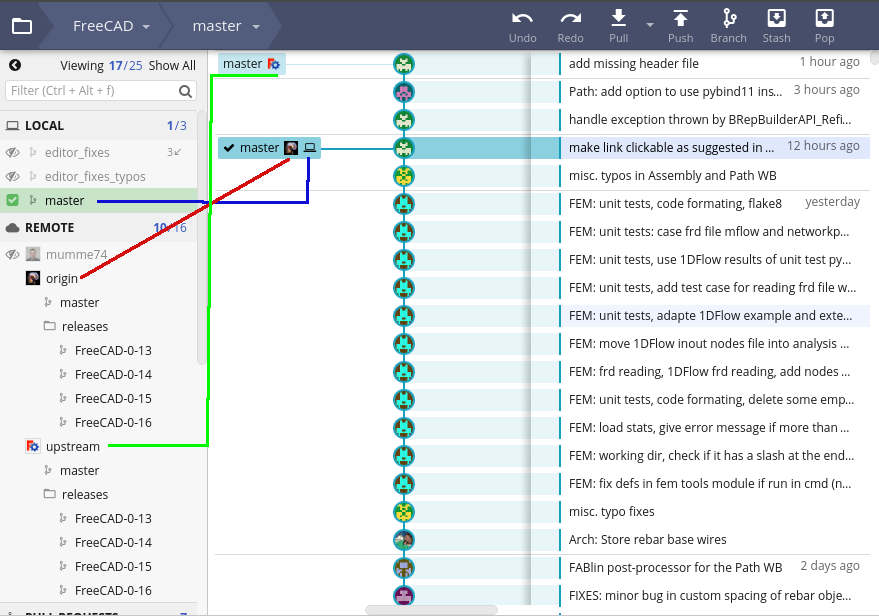 FreeCAD master Undo Redo Pull Push Branch Stash Pop
Viewing 17/25 Show All
Filter (Ctrl + Alt + f)
LOCAL 1/3
editor_fixes 3
editor_fixes_typos
master
REMOTE 10/16
mumme74
origin
master
releases
FreeCAD-0-13
FreeCAD-0-14
FreeCAD-0-15
FreeCAD-0-16
upstream
master
releases
FreeCAD-0-13
FreeCAD-0-14
FreeCAD-0-15
FreeCAD-0-16
master add missing header file 1 hour ago
Path: add option to use pybind11 ins... 3 hours ago
handle exception thrown by BRepBuilderAPI_Refi...
master make link clickable as suggested in ... 12 hours ago
misc. typos in Assembly and Path WB
FEM: unit tests, code formating, flake8 yesterday
FEM: unit tests: case frd file mflow and networkp...
FEM: unit tests, use 1DFlow results of unit test py...
FEM: unit tests, add test case for reading frd file w...
FEM: unit tests, adapte 1DFlow example and exte...
FEM: move 1DFlow inout nodes file into analysis ...
FEM: frd reading, 1DFlow frd reading, add nodes ...
FEM: unit tests, code formating, delete some emp...
FEM: load stats, give error message if more than ...
FEM: working dir, check if it has a slash at the end...
FEM: fix defs in fem tools module if run in cmd (n...
misc. typo fixes
Arch: Store rebar base wires
FABlin post-processor for the Path WB 2 days ago
FIXES: minor bug in custom spacing of rebar obje...